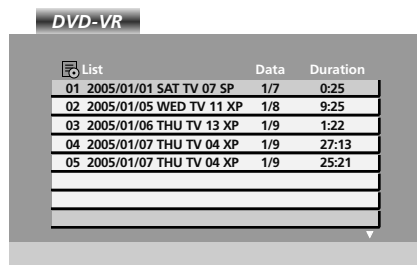 DVD-VR
List Data Duration
01 2005/01/01 SAT TV 07 SP 1/7 0:25
02 2005/01/05 WED TV 11 XP 1/8 9:25
03 2005/01/06 THU TV 13 XP 1/9 1:22
04 2005/01/07 THU TV 04 XP 1/9 27:13
05 2005/01/07 THU TV 04 XP 1/9 25:21